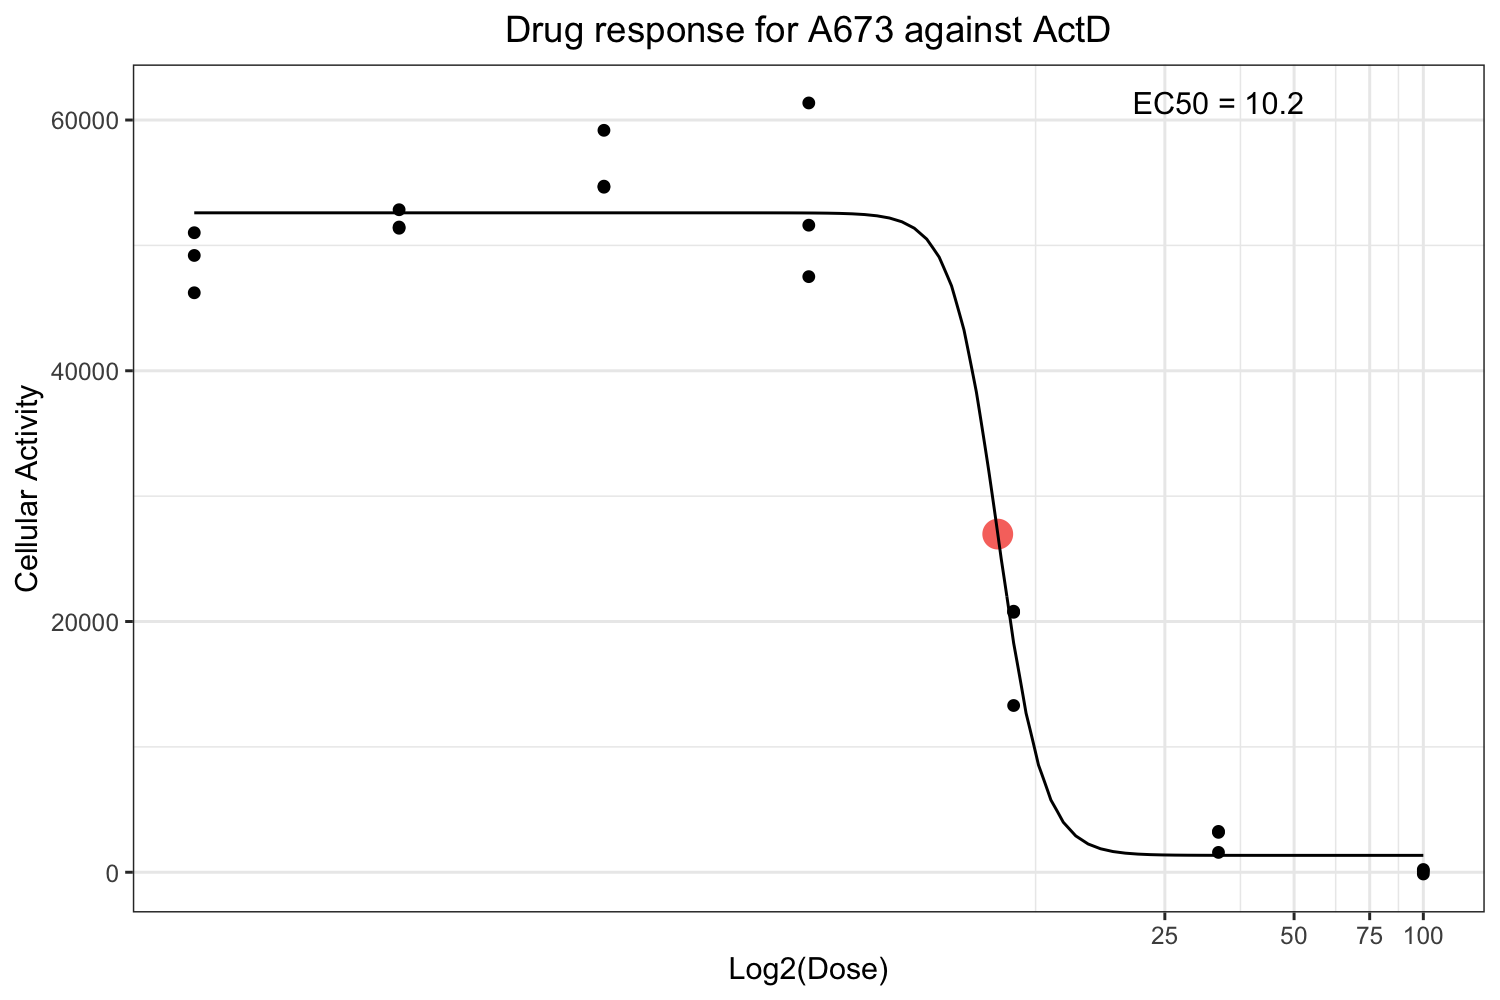 Drug response for A673 against ActD
EC50 = 10.2
60000
40000
20000
0
Cellular Activity
25 50 75 100
Log2(Dose)